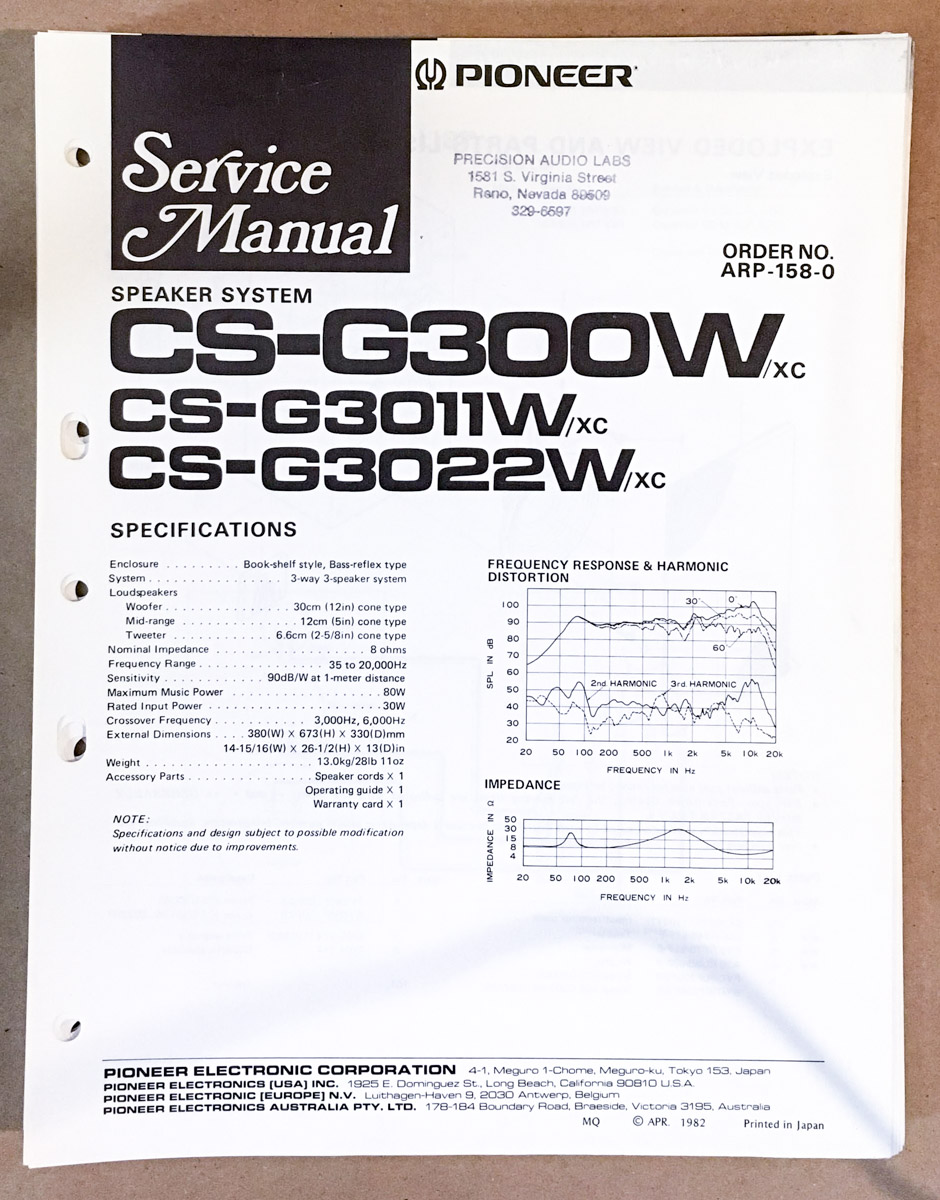 Service
Manual
PIONEER
PRECISION AUDIO LABS
1581 S. Virginia Street
Reno, Nevada 89509
329-6597
ORDER NO.
ARP-158-0
SPEAKER SYSTEM
CS-G300W/XC
CS-G3011W/XC
CS-G3022W/XC
SPECIFICATIONS
Enclosure . . . . . . . . . Book-shelf style, Bass-reflex type
System . . . . . . . . . . . . . . . . 3-way 3-speaker system
Loudspeakers
Woofer . . . . . . . . . . . . . . . 30cm (12in) cone type
Mid-range . . . . . . . . . . . . . . 12cm (5in) cone type
Tweeter . . . . . . . . . . . . 6.6cm (2-5/8in) cone type
Nominal Impedance . . . . . . . . . . . . . . . . . . 8 ohms
Frequency Range . . . . . . . . . . . . . . 35 to 20,000Hz
Sensitivity . . . . . . . . . . . 90dB/W at 1-meter distance
Maximum Music Power . . . . . . . . . . . . . . . . . . 80W
Rated Input Power . . . . . . . . . . . . . . . . . . . . 30W
Crossover Frequency . . . . . . . . . . . . 3,000Hz, 6,000Hz
External Dimensions . . . . 380(W) X 673(H) X 330(D)mm
14-15/16(W) X 26-1/2(H) X 13(D)in
Weight . . . . . . . . . . . . . . . . . . . . 13.0kg/28lb 11oz
Accessory Parts . . . . . . . . . . . . . . . Speaker cords X 1
Operating guide X 1
Warranty card X 1
NOTE:
Specifications and design subject to possible modification
without notice due to improvements.
FREQUENCY RESPONSE & HARMONIC
DISTORTION
SPL IN dB
100
90
80
70
60
50
40
30
20
30°
0°
60°
2nd HARMONIC
3rd HARMONIC
20 50 100 200 500 1k 2k 5k 10k 20k
FREQUENCY IN Hz
IMPEDANCE
IMPEDANCE IN Ω
50
30
15
8
4
20 50 100 200 500 1k 2k 5k 10k 20k
FREQUENCY IN Hz
PIONEER ELECTRONIC CORPORATION 4-1, Meguro 1-Chome, Meguro-ku, Tokyo 153, Japan
PIONEER ELECTRONICS [USA] INC. 1925 E. Dominguez St., Long Beach, California 90810 U.S.A.
PIONEER ELECTRONIC [EUROPE] N.V. Luithagen-Haven 9, 2030 Antwerp, Belgium
PIONEER ELECTRONICS AUSTRALIA PTY. LTD. 178-184 Boundary Road, Braeside, Victoria 3195, Australia
MQ © APR. 1982 Printed in Japan